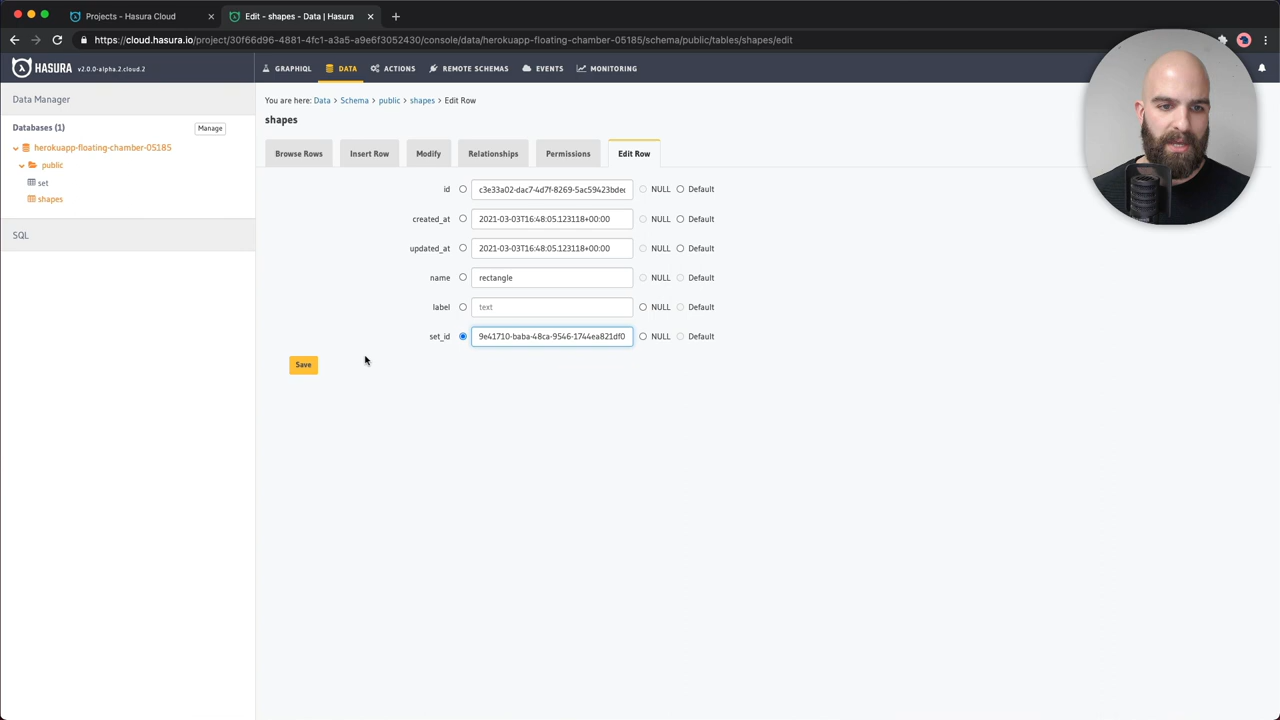 Projects - Hasura Cloud
Edit - shapes - Data | Hasura
https://cloud.hasura.io/project/30f66d96-4881-4fc1-a3a5-a9e6f3052430/console/data/herokuapp-floating-chamber-05185/schema/public/tables/shapes/edit
HASURA v2.0.0-alpha.2.cloud.2
GRAPHIQL DATA ACTIONS REMOTE SCHEMAS EVENTS MONITORING
Data Manager
Databases (1) Manage
herokuapp-floating-chamber-05185
public
set
shapes
SQL
You are here: Data > Schema > public > shapes > Edit Row
shapes
Browse Rows Insert Row Modify Relationships Permissions Edit Row
id c3e33a02-dac7-4d7f-8269-5ac59423bdec NULL Default
created_at 2021-03-03T16:48:05.123118+00:00 NULL Default
updated_at 2021-03-03T16:48:05.123118+00:00 NULL Default
name rectangle NULL Default
label text NULL Default
set_id 9e41710-baba-48ca-9546-1744ea821df0 NULL Default
Save